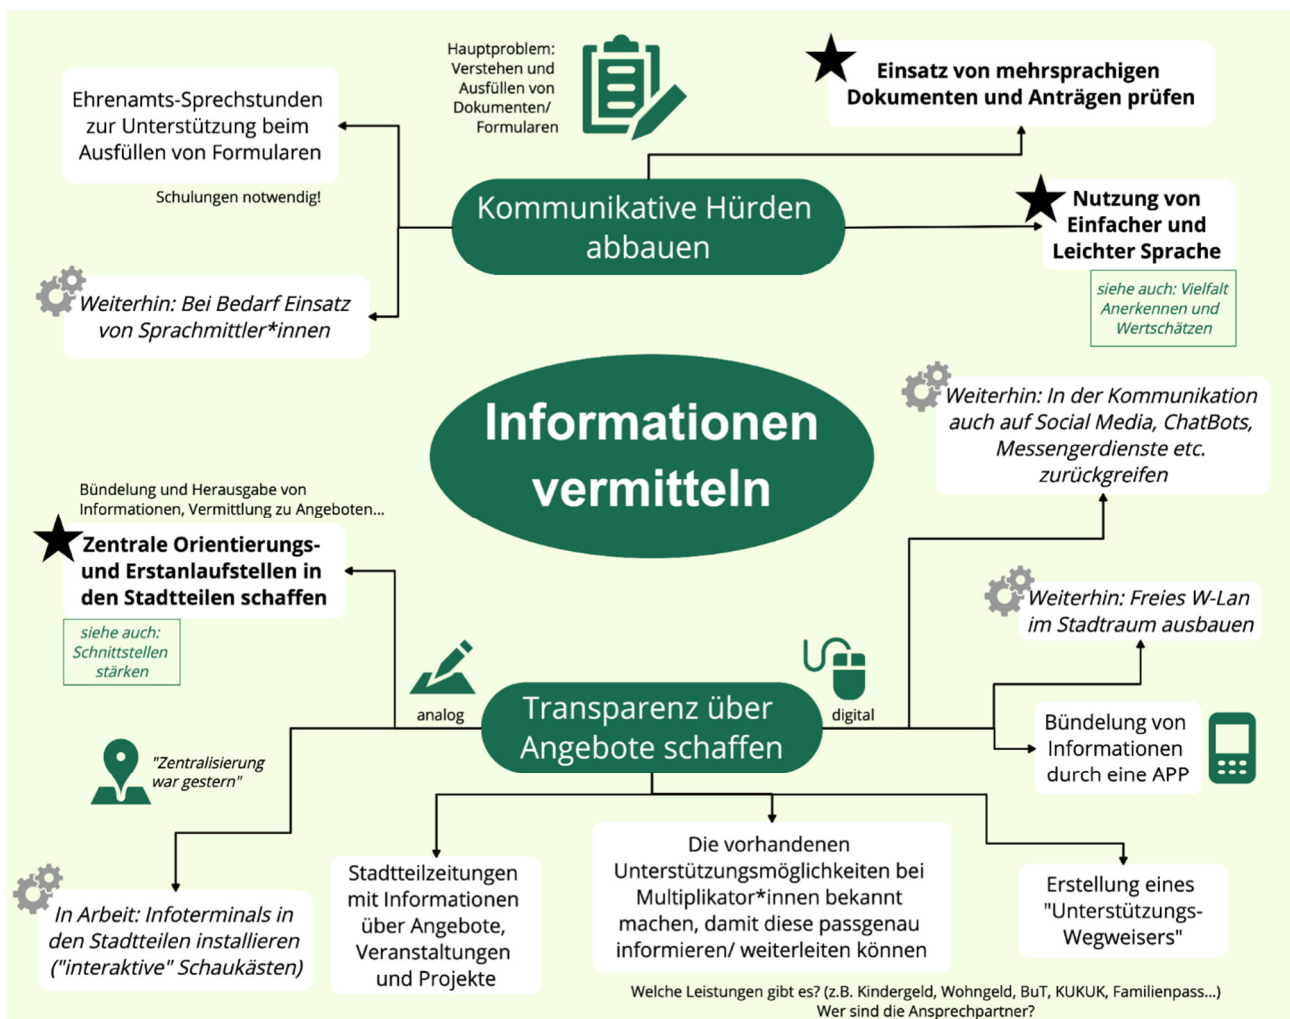 Hauptproblem:
Verstehen und
Ausfüllen von
Dokumenten/
Formularen
Einsatz von mehrsprachigen
Dokumenten und Anträgen prüfen
Ehrenamts-Sprechstunden
zur Unterstützung beim
Ausfüllen von Formularen
Schulungen notwendig!
Kommunikative Hürden
abbauen
Nutzung von
Einfacher und
Leichter Sprache
siehe auch: Vielfalt
Anerkennen und
Wertschätzen
Weiterhin: Bei Bedarf Einsatz
von Sprachmittler*innen
Informationen
vermitteln
Weiterhin: In der Kommunikation
auch auf Social Media, ChatBots,
Messengerdienste etc.
zurückgreifen
Bündelung und Herausgabe von
Informationen, Vermittlung zu Angeboten...
Zentrale Orientierungs-
und Erstanlaufstellen in
den Stadtteilen schaffen
siehe auch:
Schnittstellen
stärken
Weiterhin: Freies W-Lan
im Stadtraum ausbauen
analog
Transparenz über
Angebote schaffen
digital
Bündelung von
Informationen
durch eine APP
"Zentralisierung
war gestern"
In Arbeit: Infoterminals in
den Stadtteilen installieren
("interaktive" Schaukästen)
Stadtteilzeitungen
mit Informationen
über Angebote,
Veranstaltungen
und Projekte
Die vorhandenen
Unterstützungsmöglichkeiten bei
Multiplikator*innen bekannt
machen, damit diese passgenau
informieren/ weiterleiten können
Erstellung eines
"Unterstützungs-
Wegweisers"
Welche Leistungen gibt es? (z.B. Kindergeld, Wohngeld, BuT, KUKUK, Familienpass...)
Wer sind die Ansprechpartner?